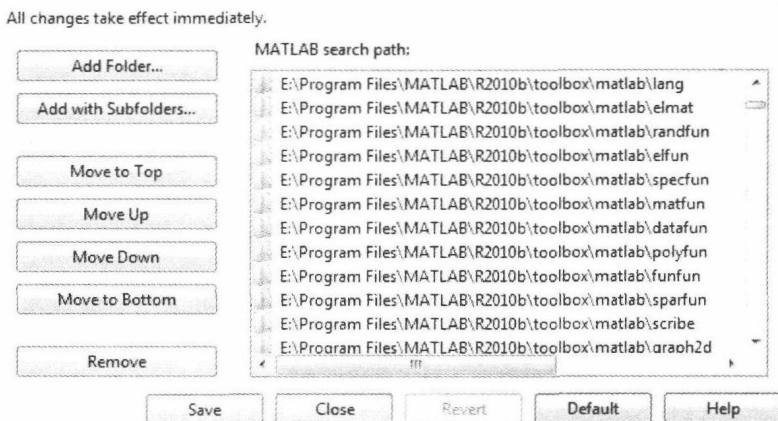 All changes take effect immediately.
Add Folder...
Add with Subfolders...
Move to Top
Move Up
Move Down
Move to Bottom
Remove
MATLAB search path:
E:\Program Files\MATLAB\R2010b\toolbox\matlab\lang
E:\Program Files\MATLAB\R2010b\toolbox\matlab\elmat
E:\Program Files\MATLAB\R2010b\toolbox\matlab\randfun
E:\Program Files\MATLAB\R2010b\toolbox\matlab\elfun
E:\Program Files\MATLAB\R2010b\toolbox\matlab\specfun
E:\Program Files\MATLAB\R2010b\toolbox\matlab\matfun
E:\Program Files\MATLAB\R2010b\toolbox\matlab\datafun
E:\Program Files\MATLAB\R2010b\toolbox\matlab\polyfun
E:\Program Files\MATLAB\R2010b\toolbox\matlab\funfun
E:\Program Files\MATLAB\R2010b\toolbox\matlab\sparfun
E:\Program Files\MATLAB\R2010b\toolbox\matlab\scribe
E:\Program Files\MATLAB\R2010b\toolbox\matlab\graph2d
Save
Close
Revert
Default
Help